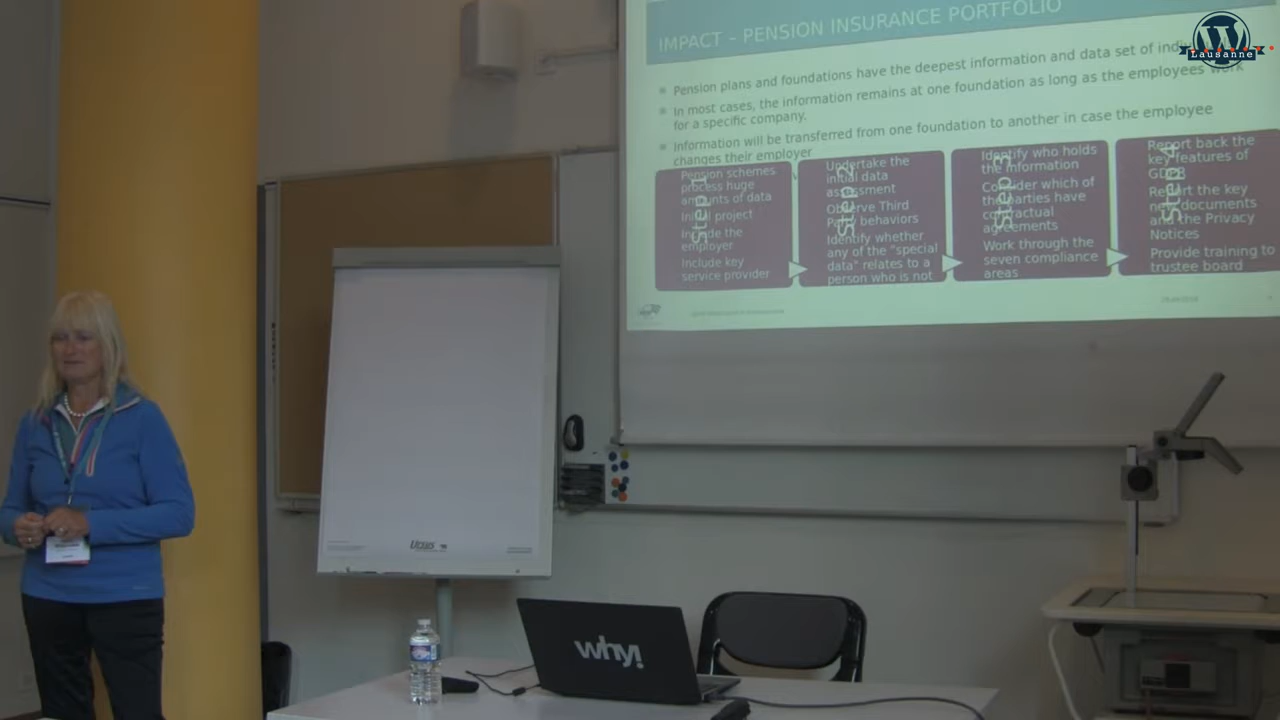 IMPACT – PENSION INSURANCE PORTFOLIO
Lausanne
Pension plans and foundations have the deepest information and data set of
In most cases, the information remains at one foundation as long as the employees work
for a specific company.
Information will be transferred from one foundation to another in case the employee
changes their employer
Step 1
Pension schemes
process huge
amounts of data
Initial project
Include the
employer
Include key
service provider
Step 2
Undertake the
initial data
assessment
Observe Third
Party behaviors
Identify whether
any of the "special
data" relates to a
person who is not
Step 3
Identify who holds
the information
Consider which of
the parties have
contractual
agreements
Work through the
seven compliance
areas
Step 4
Report back the
key features of
GDPR
Report the key
new documents
and the Privacy
Notices
Provide training to
trustee board
why!